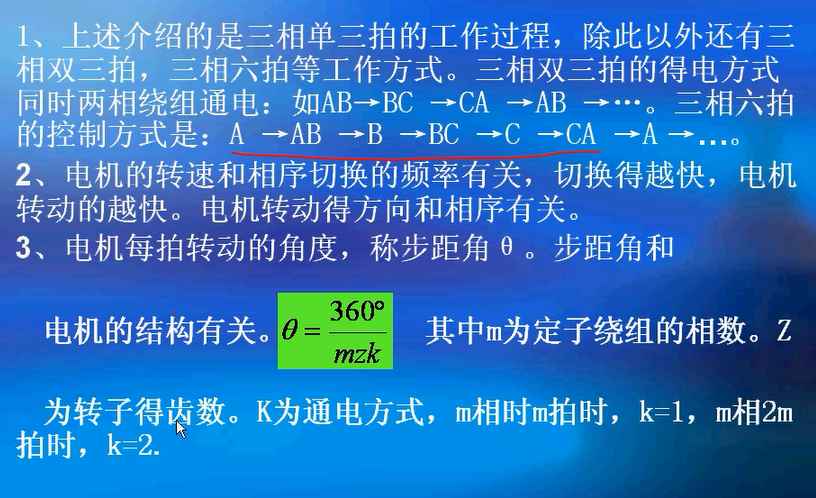 1、上述介绍的是三相单三拍的工作过程，除此以外还有三
相双三拍，三相六拍等工作方式。三相双三拍的得电方式
同时两相绕组通电：如AB→BC →CA →AB →…。三相六拍
的控制方式是：A →AB →B →BC →C →CA →A →…。
2、电机的转速和相序切换的频率有关，切换得越快，电机
转动的越快。电机转动得方向和相序有关。
3、电机每拍转动的角度，称步距角θ。步距角和
电机的结构有关。θ = 360°/mzk 其中m为定子绕组的相数。Z
为转子得齿数。K为通电方式，m相时m拍时，k=1，m相2m
拍时，k=2.